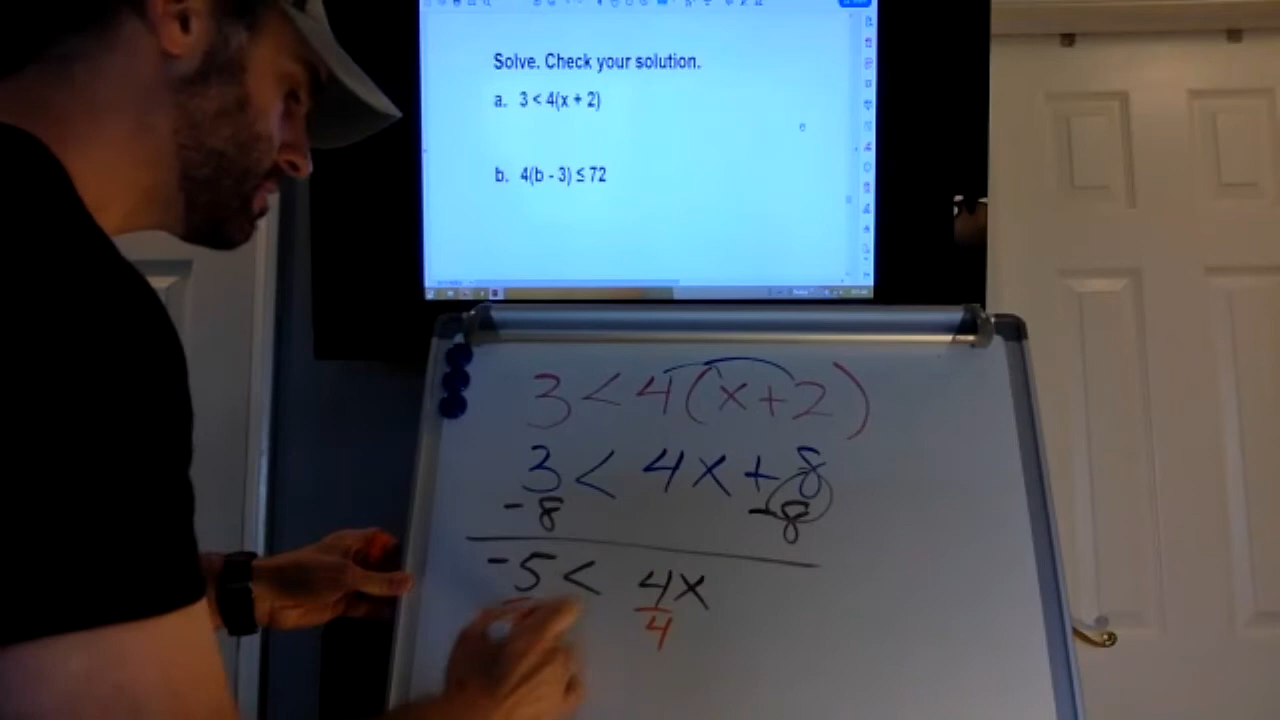 Solve. Check your solution.
a. 3 < 4(x + 2)
b. 4(b - 3) ≤ 72
3 < 4(x+2)
3 < 4x+8
-8 -8
-5 < 4x
4